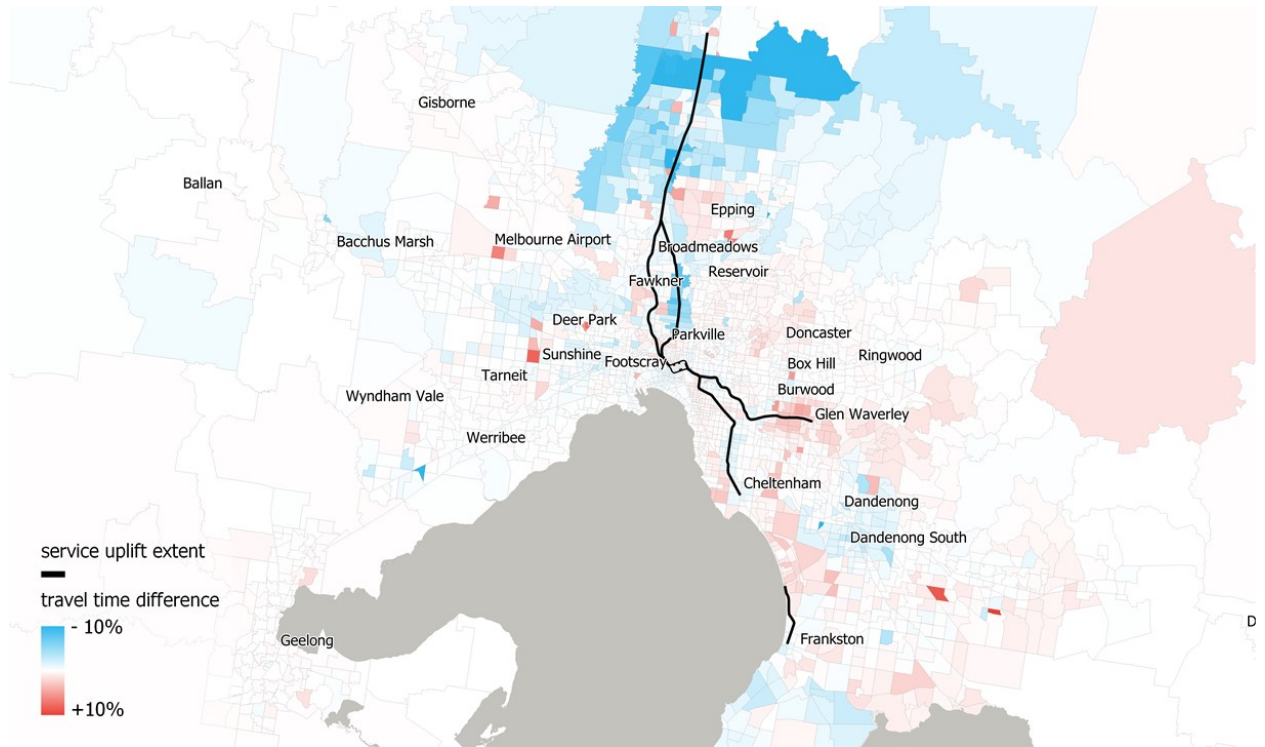 Gisborne
Ballan
Epping
Bacchus Marsh
Melbourne Airport
Broadmeadows
Reservoir
Fawkner
Deer Park
Parkville
Doncaster
Sunshine
Footscray
Box Hill
Ringwood
Tarneit
Burwood
Wyndham Vale
Glen Waverley
Werribee
Cheltenham
Dandenong
Dandenong South
service uplift extent
travel time difference
- 10%
+10%
Geelong
Frankston
D